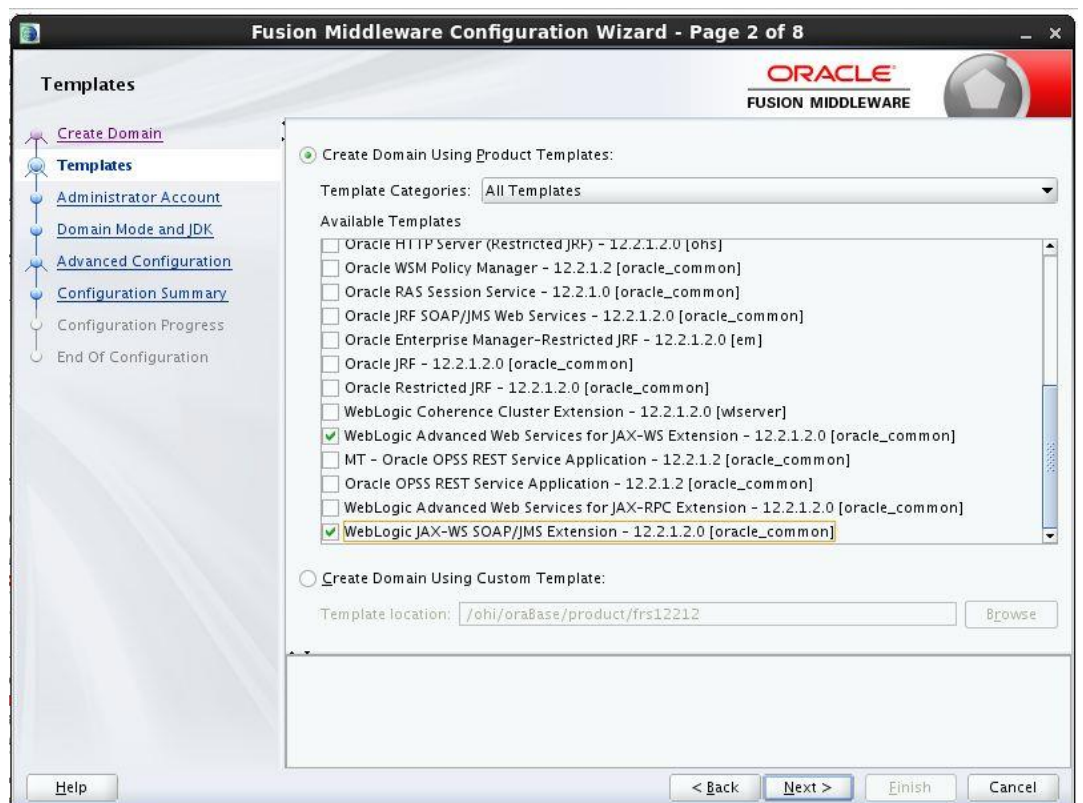 Fusion Middleware Configuration Wizard - Page 2 of 8
Templates
ORACLE
FUSION MIDDLEWARE
Create Domain
Templates
Administrator Account
Domain Mode and JDK
Advanced Configuration
Configuration Summary
Configuration Progress
End Of Configuration
Create Domain Using Product Templates:
Template Categories: All Templates
Available Templates
Oracle HTTP Server (Restricted JRF) - 12.2.1.2.0 [ohs]
Oracle WSM Policy Manager - 12.2.1.2 [oracle_common]
Oracle RAS Session Service - 12.2.1.0 [oracle_common]
Oracle JRF SOAP/JMS Web Services - 12.2.1.2.0 [oracle_common]
Oracle Enterprise Manager-Restricted JRF - 12.2.1.2.0 [em]
Oracle JRF - 12.2.1.2.0 [oracle_common]
Oracle Restricted JRF - 12.2.1.2.0 [oracle_common]
WebLogic Coherence Cluster Extension - 12.2.1.2.0 [wlserver]
WebLogic Advanced Web Services for JAX-WS Extension - 12.2.1.2.0 [oracle_common]
MT - Oracle OPSS REST Service Application - 12.2.1.2 [oracle_common]
Oracle OPSS REST Service Application - 12.2.1.2 [oracle_common]
WebLogic Advanced Web Services for JAX-RPC Extension - 12.2.1.2.0 [oracle_common]
WebLogic JAX-WS SOAP/JMS Extension - 12.2.1.2.0 [oracle_common]
Create Domain Using Custom Template:
Template location: /ohi/oraBase/product/frs12212 Browse
Help < Back Next > Finish Cancel